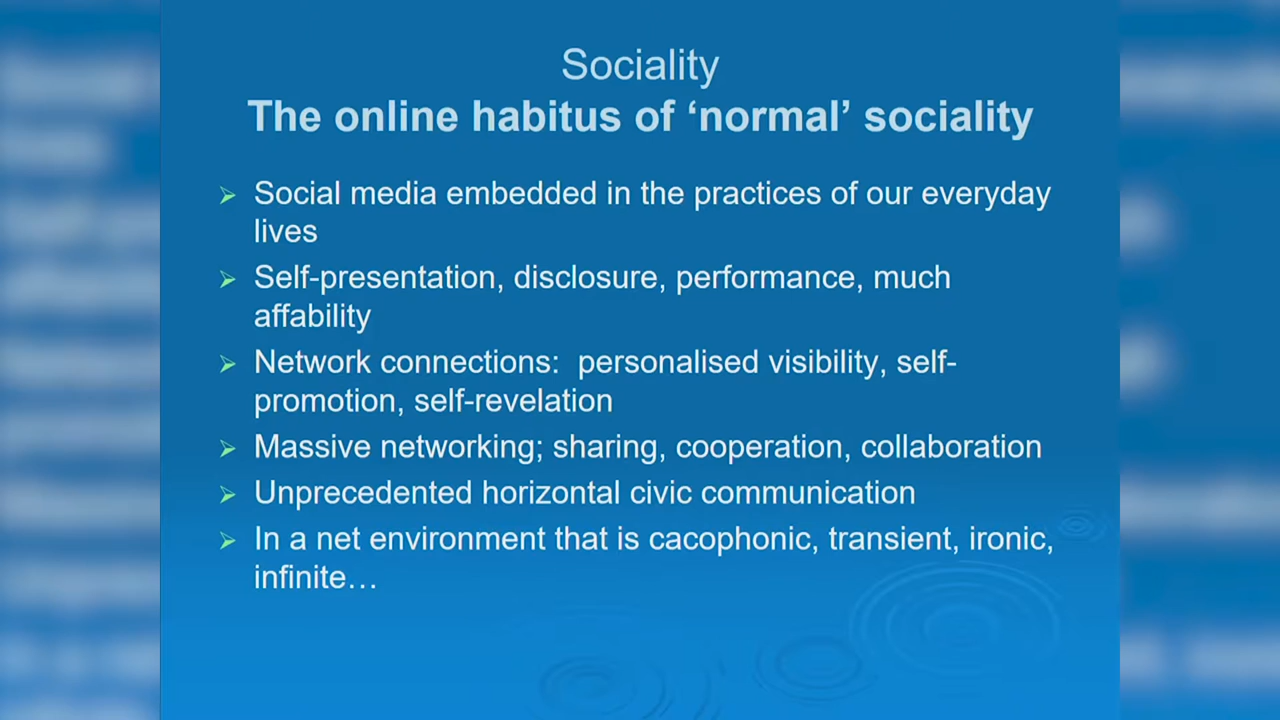 Sociality
The online habitus of ‘normal’ sociality
Social media embedded in the practices of our everyday
lives
Self-presentation, disclosure, performance, much
affability
Network connections:  personalised visibility, self-
promotion, self-revelation
Massive networking; sharing, cooperation, collaboration
Unprecedented horizontal civic communication
In a net environment that is cacophonic, transient, ironic,
infinite…